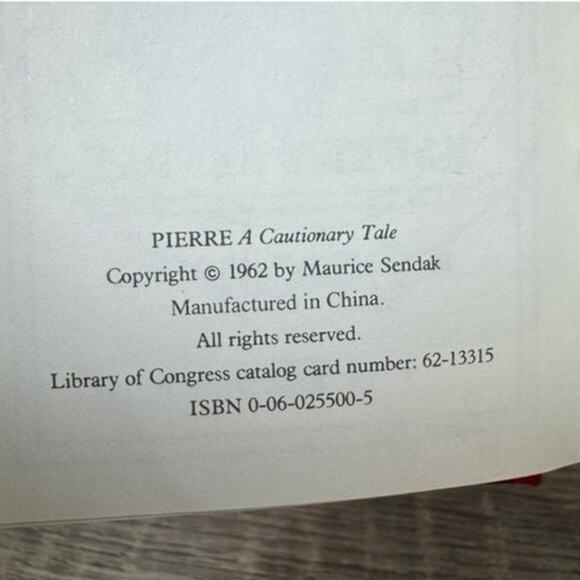 PIERRE A Cautionary Tale
Copyright © 1962 by Maurice Sendak
Manufactured in China.
All rights reserved.
Library of Congress catalog card number: 62-13315
ISBN 0-06-025500-5